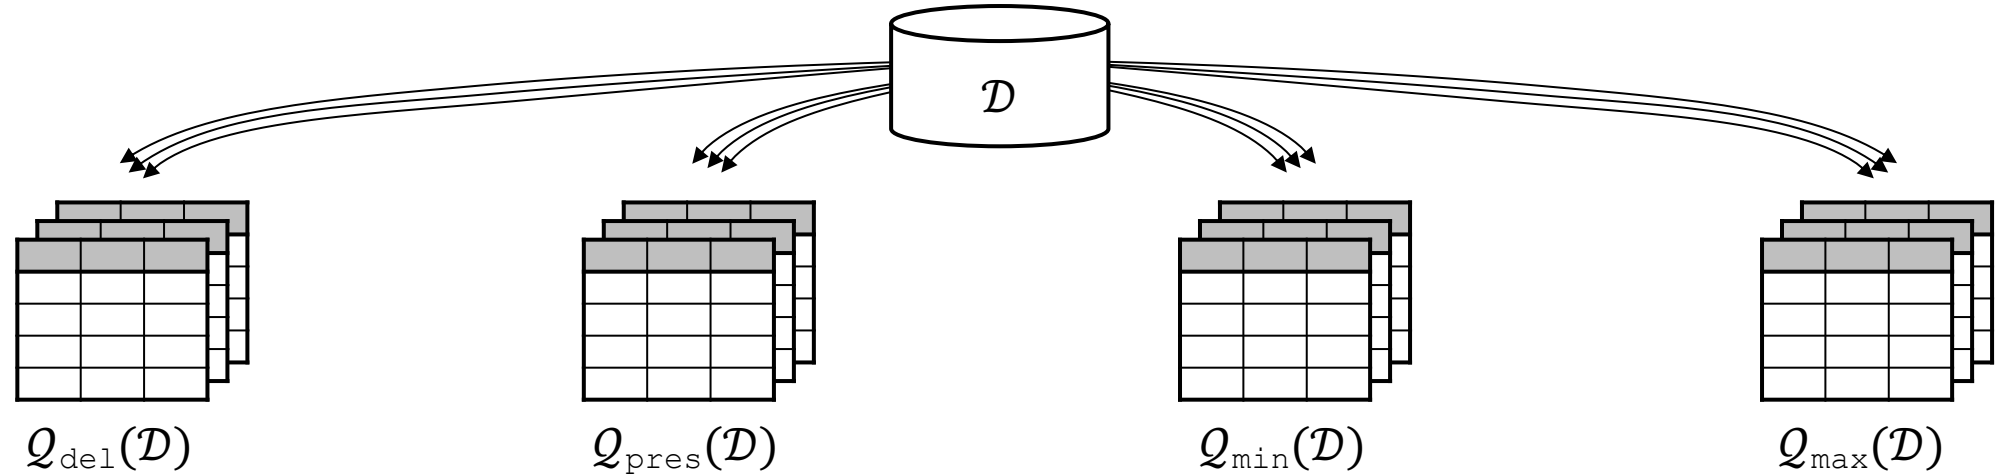 𝒟
𝒬del(𝒟)
𝒬pres(𝒟)
𝒬min(𝒟)
𝒬max(𝒟)